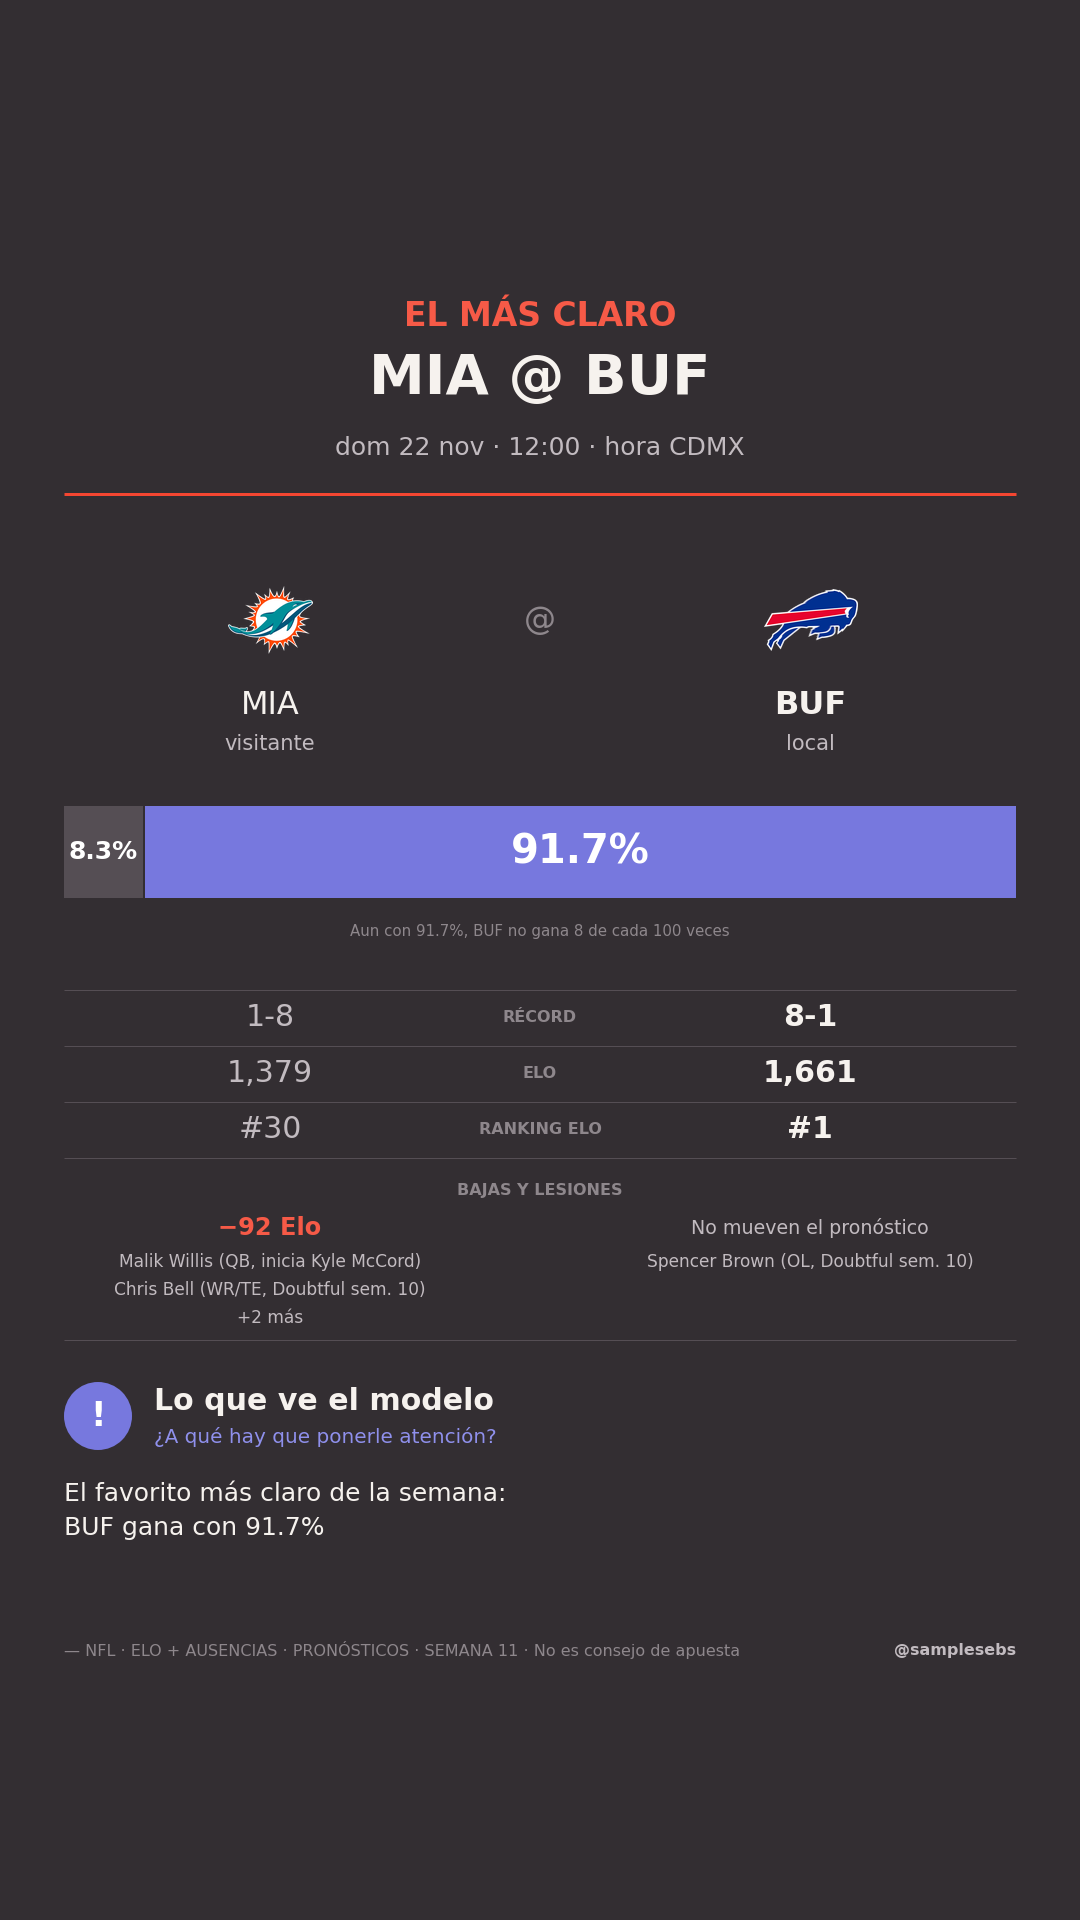 EL MÁS CLARO
MIA @ BUF
dom 22 nov · 12:00 · hora CDMX
@
MIA
BUF
visitante
local
8.3%
91.7%
Aun con 91.7%, BUF no gana 8 de cada 100 veces
1-8 RÉCORD 8-1
1,379 ELO 1,661
#30 RANKING ELO #1
BAJAS Y LESIONES
−92 Elo
Malik Willis (QB, inicia Kyle McCord)
Chris Bell (WR/TE, Doubtful sem. 10)
+2 más
No mueven el pronóstico
Spencer Brown (OL, Doubtful sem. 10)
!
Lo que ve el modelo
¿A qué hay que ponerle atención?
El favorito más claro de la semana:
BUF gana con 91.7%
— NFL · ELO + AUSENCIAS · PRONÓSTICOS · SEMANA 11 · No es consejo de apuesta
@samplesebs